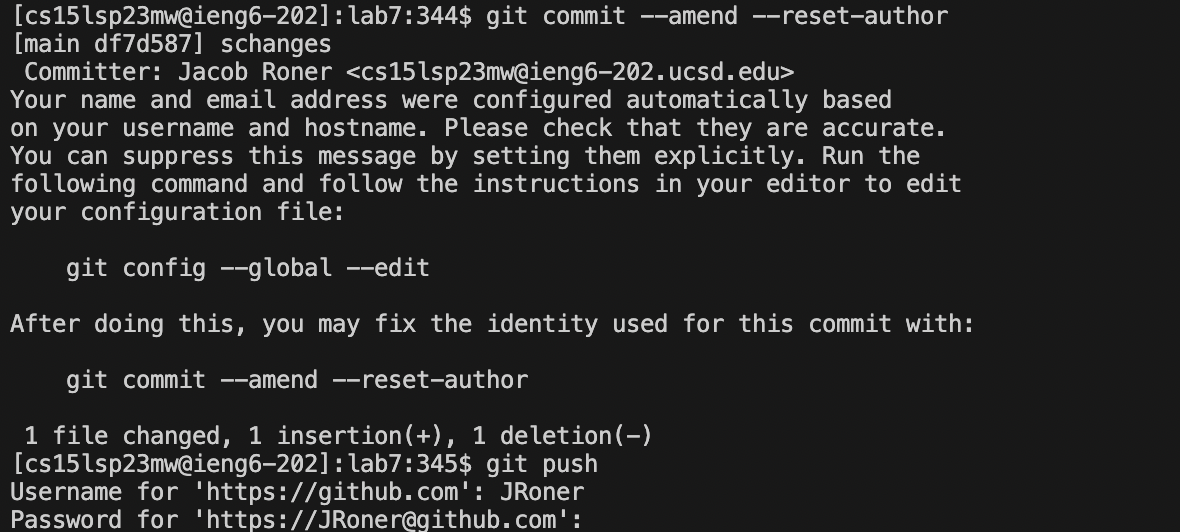 [cs15lsp23mw@ieng6-202]:lab7:344$ git commit --amend --reset-author
[main df7d587] schanges
 Committer: Jacob Roner <cs15lsp23mw@ieng6-202.ucsd.edu>
Your name and email address were configured automatically based
on your username and hostname. Please check that they are accurate.
You can suppress this message by setting them explicitly. Run the
following command and follow the instructions in your editor to edit
your configuration file:

    git config --global --edit

After doing this, you may fix the identity used for this commit with:

    git commit --amend --reset-author

 1 file changed, 1 insertion(+), 1 deletion(-)
[cs15lsp23mw@ieng6-202]:lab7:345$ git push
Username for 'https://github.com': JRoner
Password for 'https://JRoner@github.com':